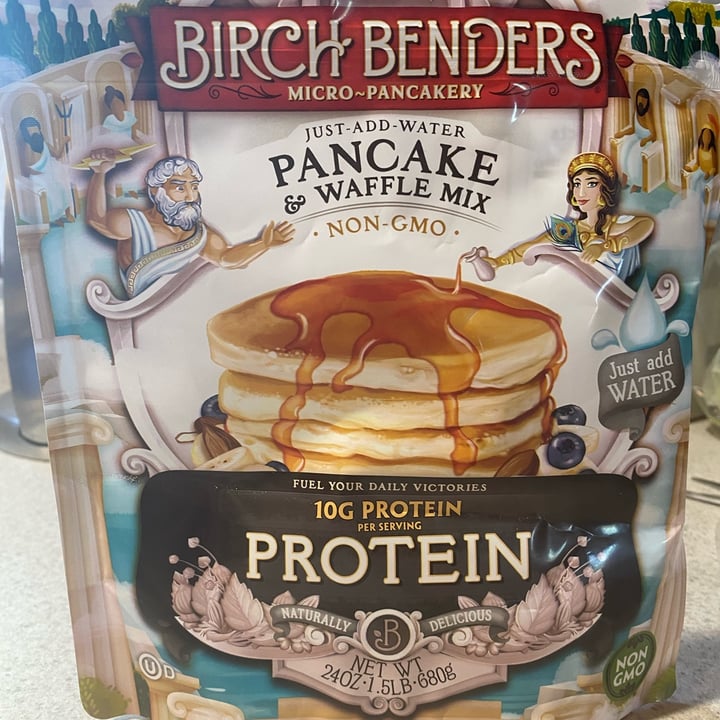 BIRCH BENDERS
MICRO~PANCAKERY
JUST-ADD-WATER
PANCAKE
& WAFFLE MIX
• NON-GMO •
Just add
WATER
FUEL YOUR DAILY VICTORIES
10G PROTEIN
PER SERVING
PROTEIN
NATURALLY B DELICIOUS
NET WT
24OZ•1.5LB•680g
U D
NON
GMO